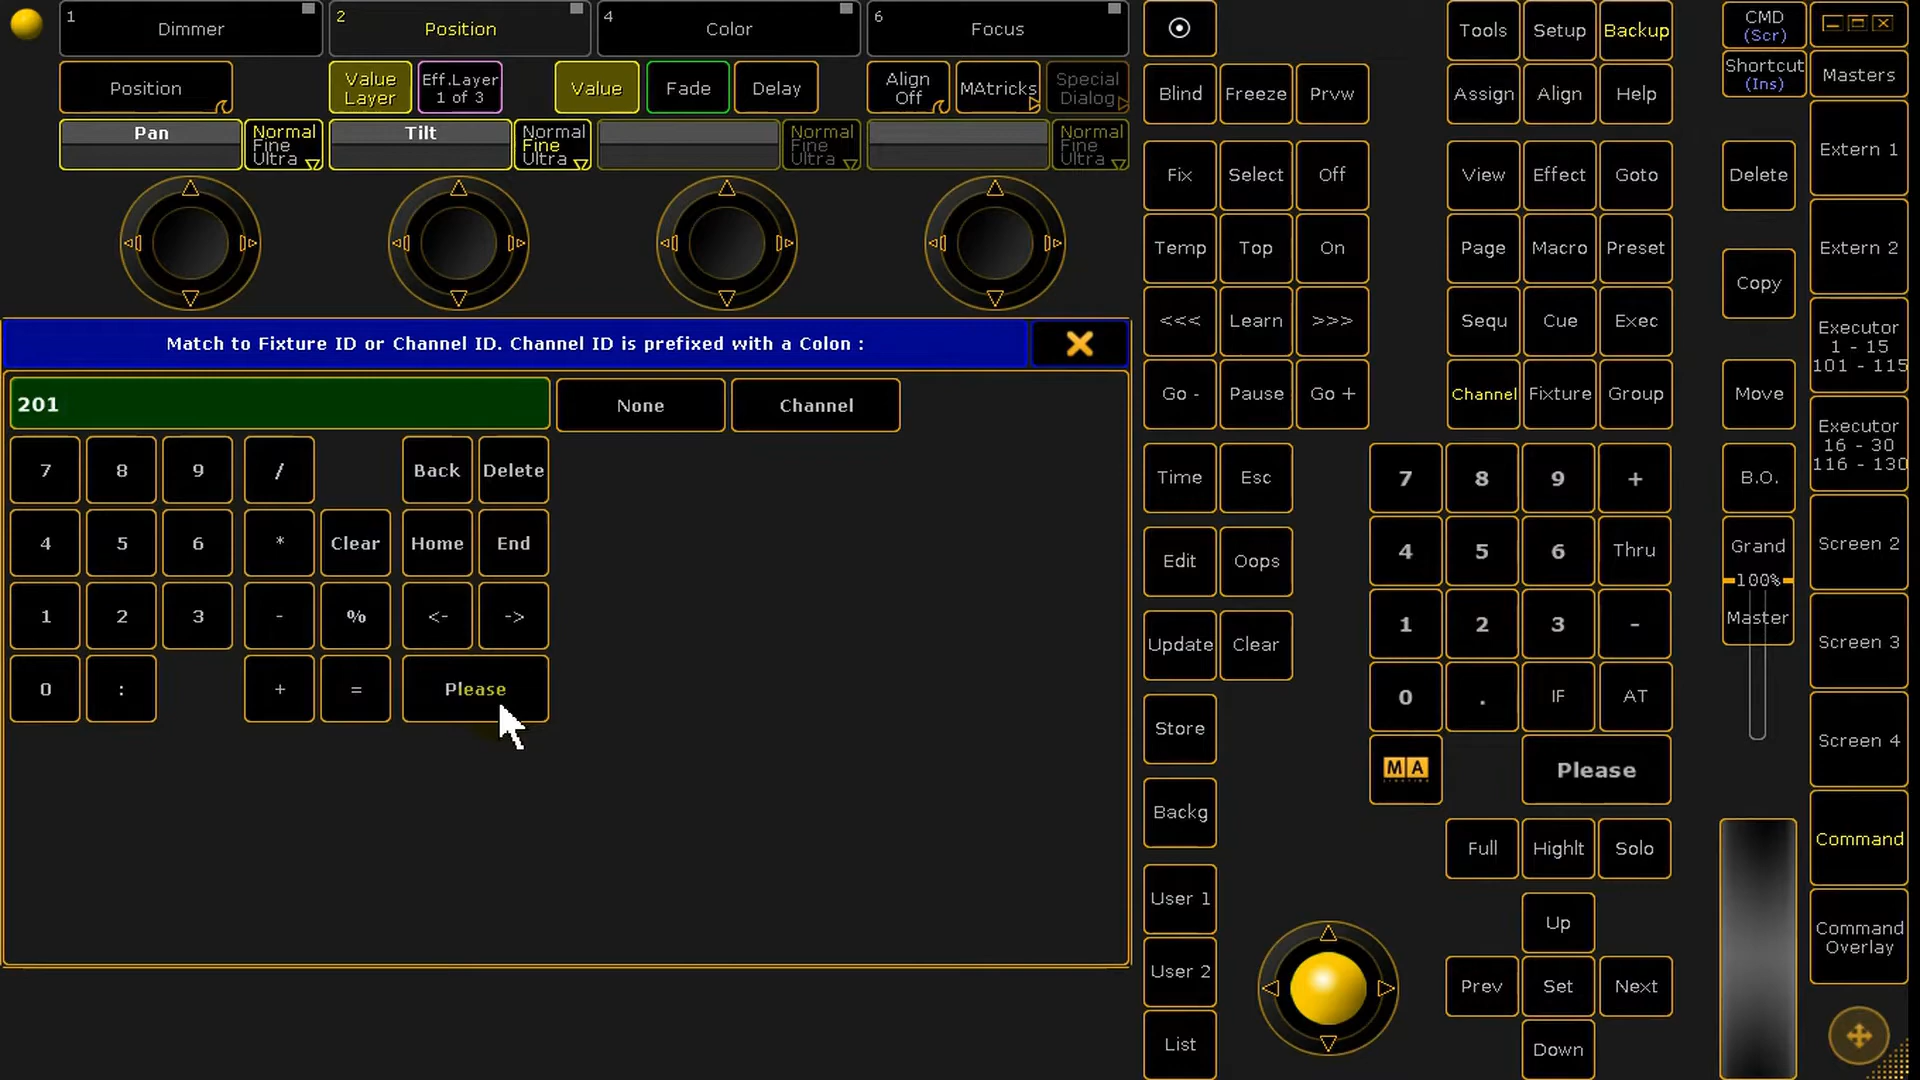 1
Dimmer
2
Position
4
Color
6
Focus
Position
Value
Layer
Eff.Layer
1 of 3
Value
Fade
Delay
Align
Off
MAtricks
Special
Dialog
Pan
Normal
Fine
Ultra
Tilt
Normal
Fine
Ultra
Normal
Fine
Ultra
Normal
Fine
Ultra
Match to Fixture ID or Channel ID. Channel ID is prefixed with a Colon :
201
None
Channel
7 8 9 / Back Delete
4 5 6 * Clear Home End
1 2 3 - % <- ->
0 : + = Please
Blind Freeze Prvw
Fix Select Off
Temp Top On
<<< Learn >>>
Go - Pause Go +
Time Esc
Edit Oops
Update Clear
Store
Backg
User 1
User 2
List
Tools Setup Backup
Assign Align Help
View Effect Goto
Page Macro Preset
Sequ Cue Exec
Channel Fixture Group
7 8 9 +
4 5 6 Thru
1 2 3 -
0 . IF AT
MA
Please
Full Highlt Solo
Up
Prev Set Next
Down
CMD
(Scr)
Shortcut
(Ins)
Delete
Copy
Move
B.O.
Grand
100%
Master
Masters
Extern 1
Extern 2
Executor
1 - 15
101 - 115
Executor
16 - 30
116 - 130
Screen 2
Screen 3
Screen 4
Command
Command
Overlay